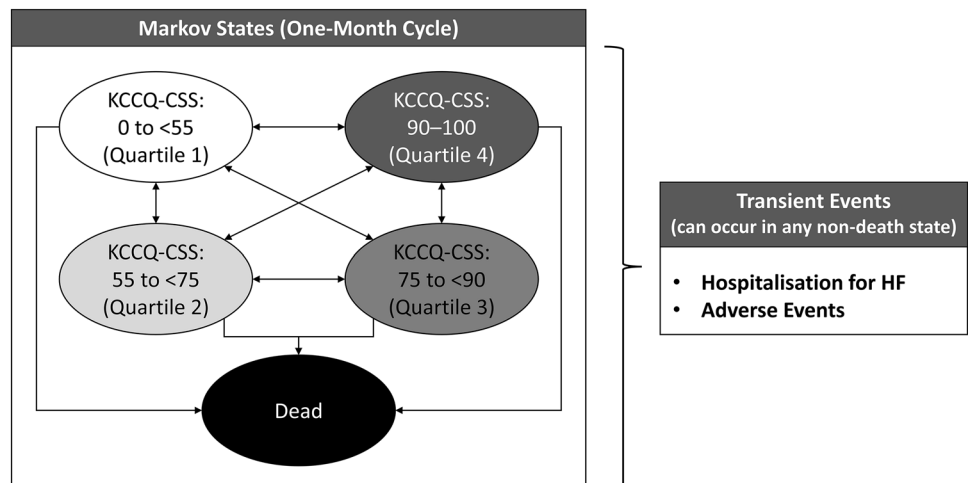 Markov States (One-Month Cycle)
KCCQ-CSS:
0 to <55
(Quartile 1)
KCCQ-CSS:
90–100
(Quartile 4)
KCCQ-CSS:
55 to <75
(Quartile 2)
KCCQ-CSS:
75 to <90
(Quartile 3)
Dead
Transient Events
(can occur in any non-death state)
• Hospitalisation for HF
• Adverse Events